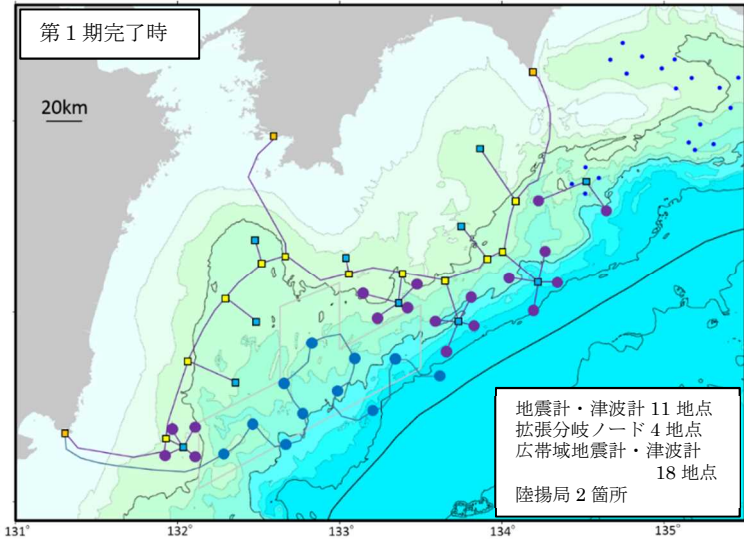 第1期完了時
20km
地震計・津波計 11 地点
拡張分岐ノード 4 地点
広帯域地震計・津波計
18 地点
陸揚局 2 箇所
131° 132° 133° 134° 135°